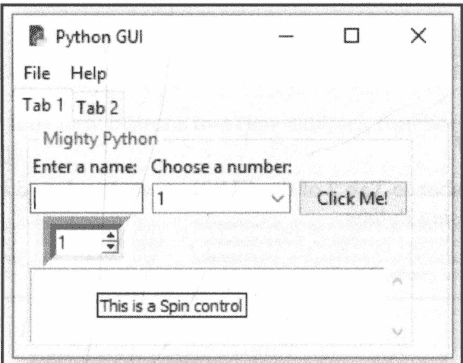 Python GUI
File Help
Tab 1 Tab 2
Mighty Python
Enter a name: Choose a number:
1 Click Me!
1
This is a Spin control